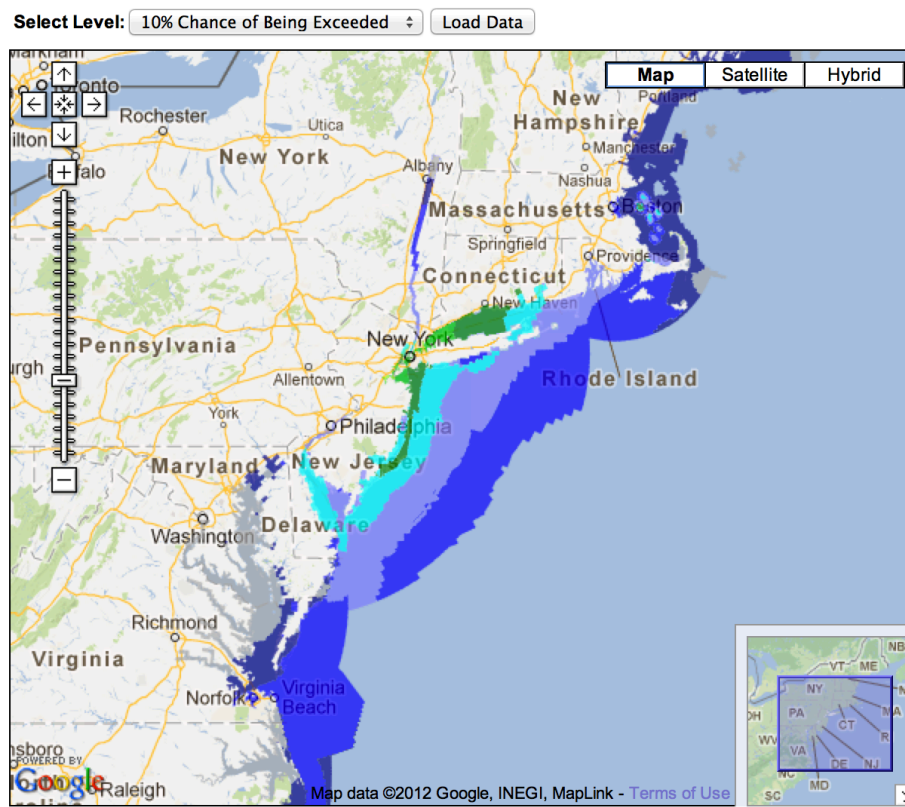 Select Level: 10% Chance of Being Exceeded Load Data
Markham
Map Satellite Hybrid
Toronto
New Hampshire
Portland
Rochester
Utica
Manchester
New York
Albany
Nashua
Massachusetts
Boston
Springfield
Providence
Connecticut
New Haven
New York
Pennsylvania
Allentown
Rhode Island
York
Philadelphia
Maryland
New Jersey
Delaware
Washington
Richmond
Virginia
Norfolk
Virginia Beach
POWERED BY
Google
Raleigh
Map data ©2012 Google, INEGI, MapLink - Terms of Use
NB
VT ME
NY
PA
MA
OH
CT
WV
VA
DE NJ
NC
MD
SC